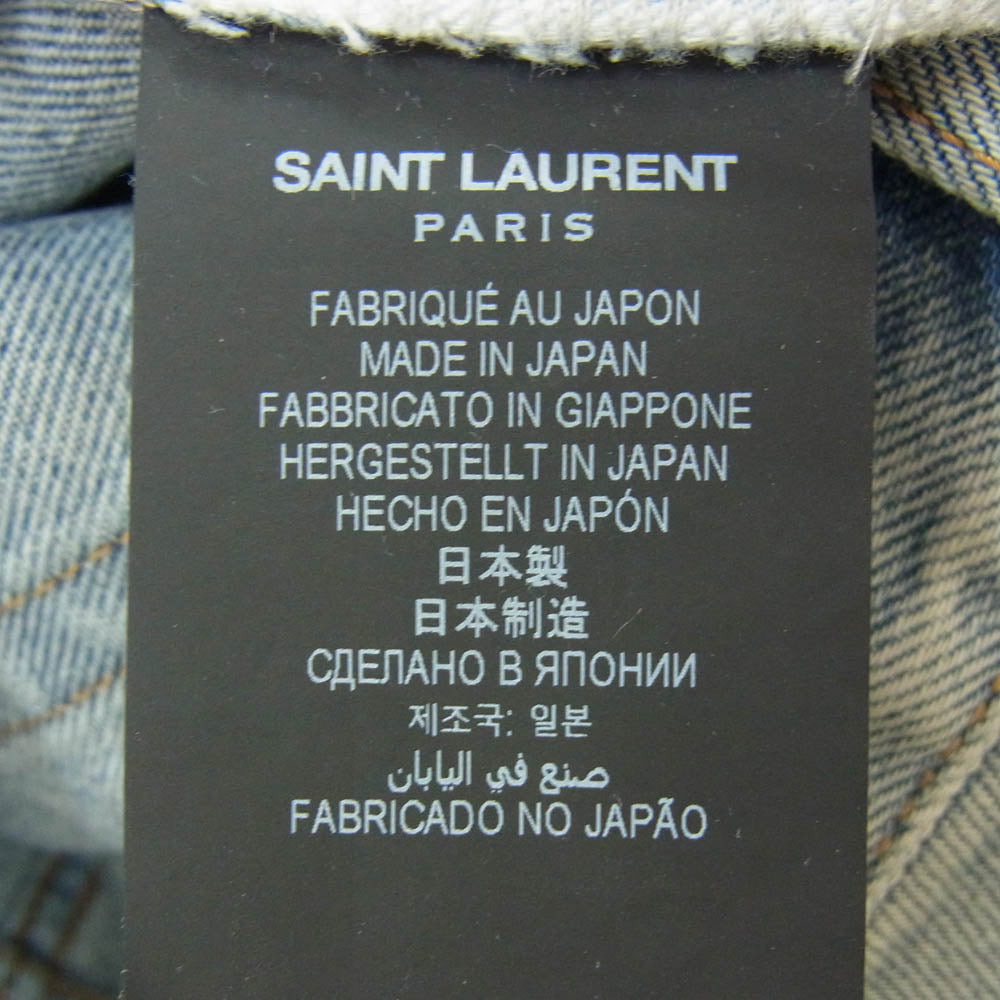 SAINT LAURENT
PARIS
FABRIQUÉ AU JAPON
MADE IN JAPAN
FABBRICATO IN GIAPPONE
HERGESTELLT IN JAPAN
HECHO EN JAPÓN
日本製
日本制造
СДЕЛАНО В ЯПОНИИ
제조국: 일본
صنع في اليابان
FABRICADO NO JAPÃO